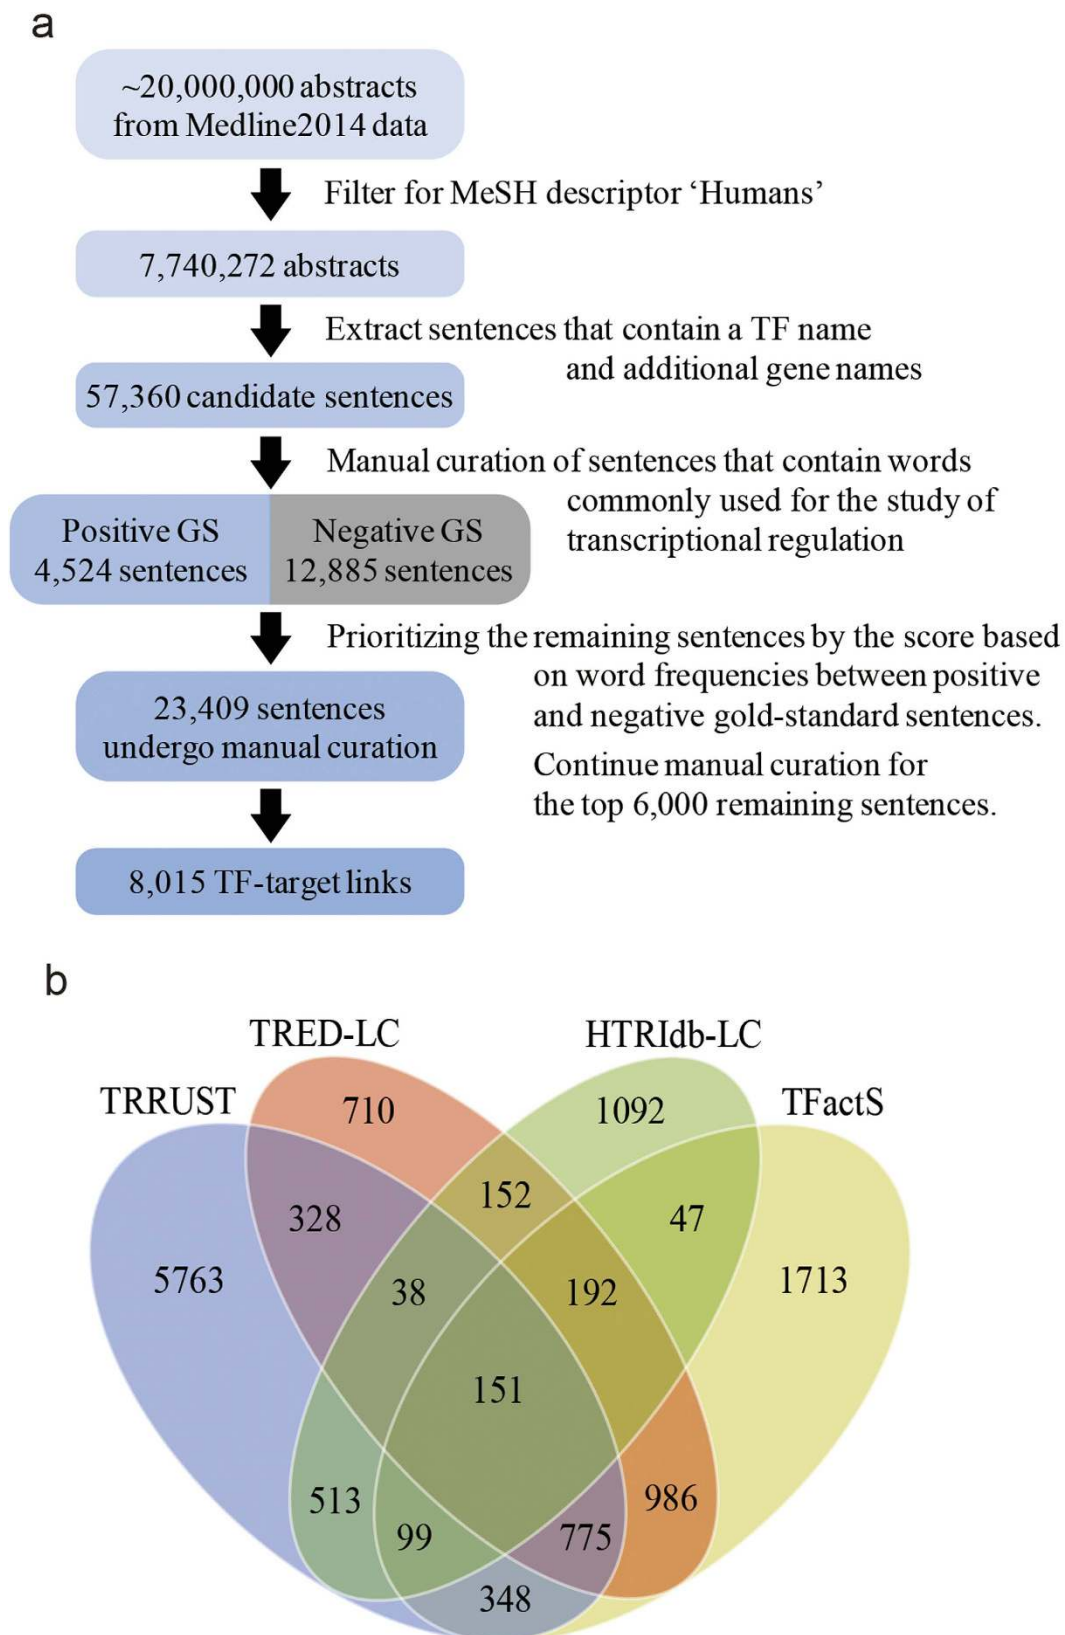 a
~20,000,000 abstracts
from Medline2014 data
Filter for MeSH descriptor ‘Humans’
7,740,272 abstracts
Extract sentences that contain a TF name
and additional gene names
57,360 candidate sentences
Manual curation of sentences that contain words
commonly used for the study of
transcriptional regulation
Positive GS
4,524 sentences
Negative GS
12,885 sentences
Prioritizing the remaining sentences by the score based
on word frequencies between positive
and negative gold-standard sentences.
23,409 sentences
undergo manual curation
Continue manual curation for
the top 6,000 remaining sentences.
8,015 TF-target links
b
TRED-LC
HTRIdb-LC
TRRUST
TFactS
710
1092
328
152
47
5763
38
192
1713
151
513
99
775
986
348